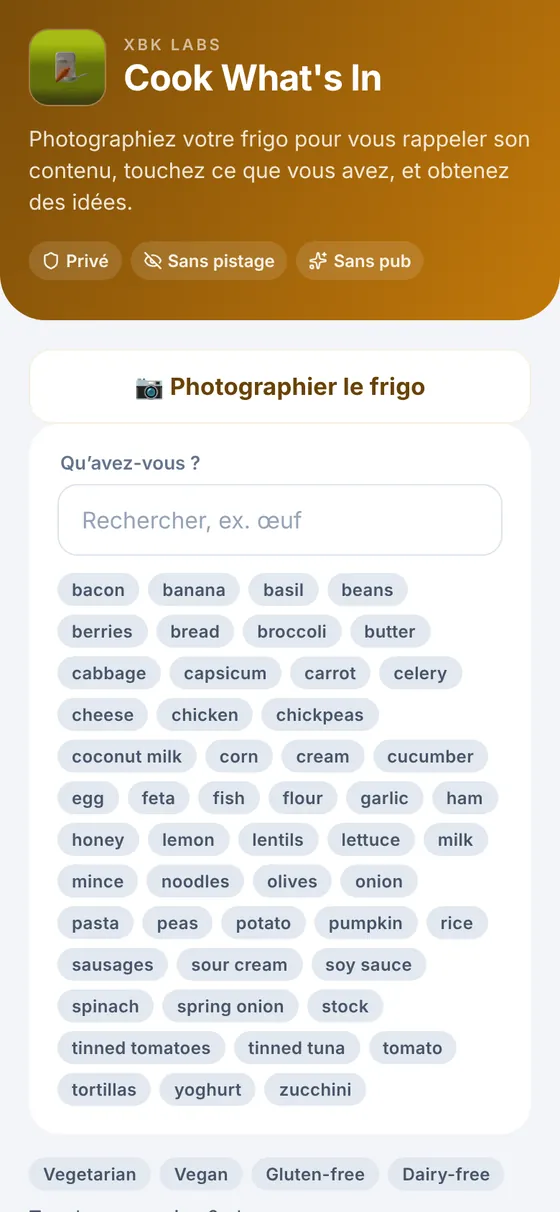 XBK LABS
Cook What's In
Photographiez votre frigo pour vous rappeler son
contenu, touchez ce que vous avez, et obtenez
des idées.
Privé Sans pistage Sans pub
Photographier le frigo
Qu’avez-vous ?
Rechercher, ex. œuf
bacon banana basil beans
berries bread broccoli butter
cabbage capsicum carrot celery
cheese chicken chickpeas
coconut milk corn cream cucumber
egg feta fish flour garlic ham
honey lemon lentils lettuce milk
mince noodles olives onion
pasta peas potato pumpkin rice
sausages sour cream soy sauce
spinach spring onion stock
tinned tomatoes tinned tuna tomato
tortillas yoghurt zucchini
Vegetarian Vegan Gluten-free Dairy-free